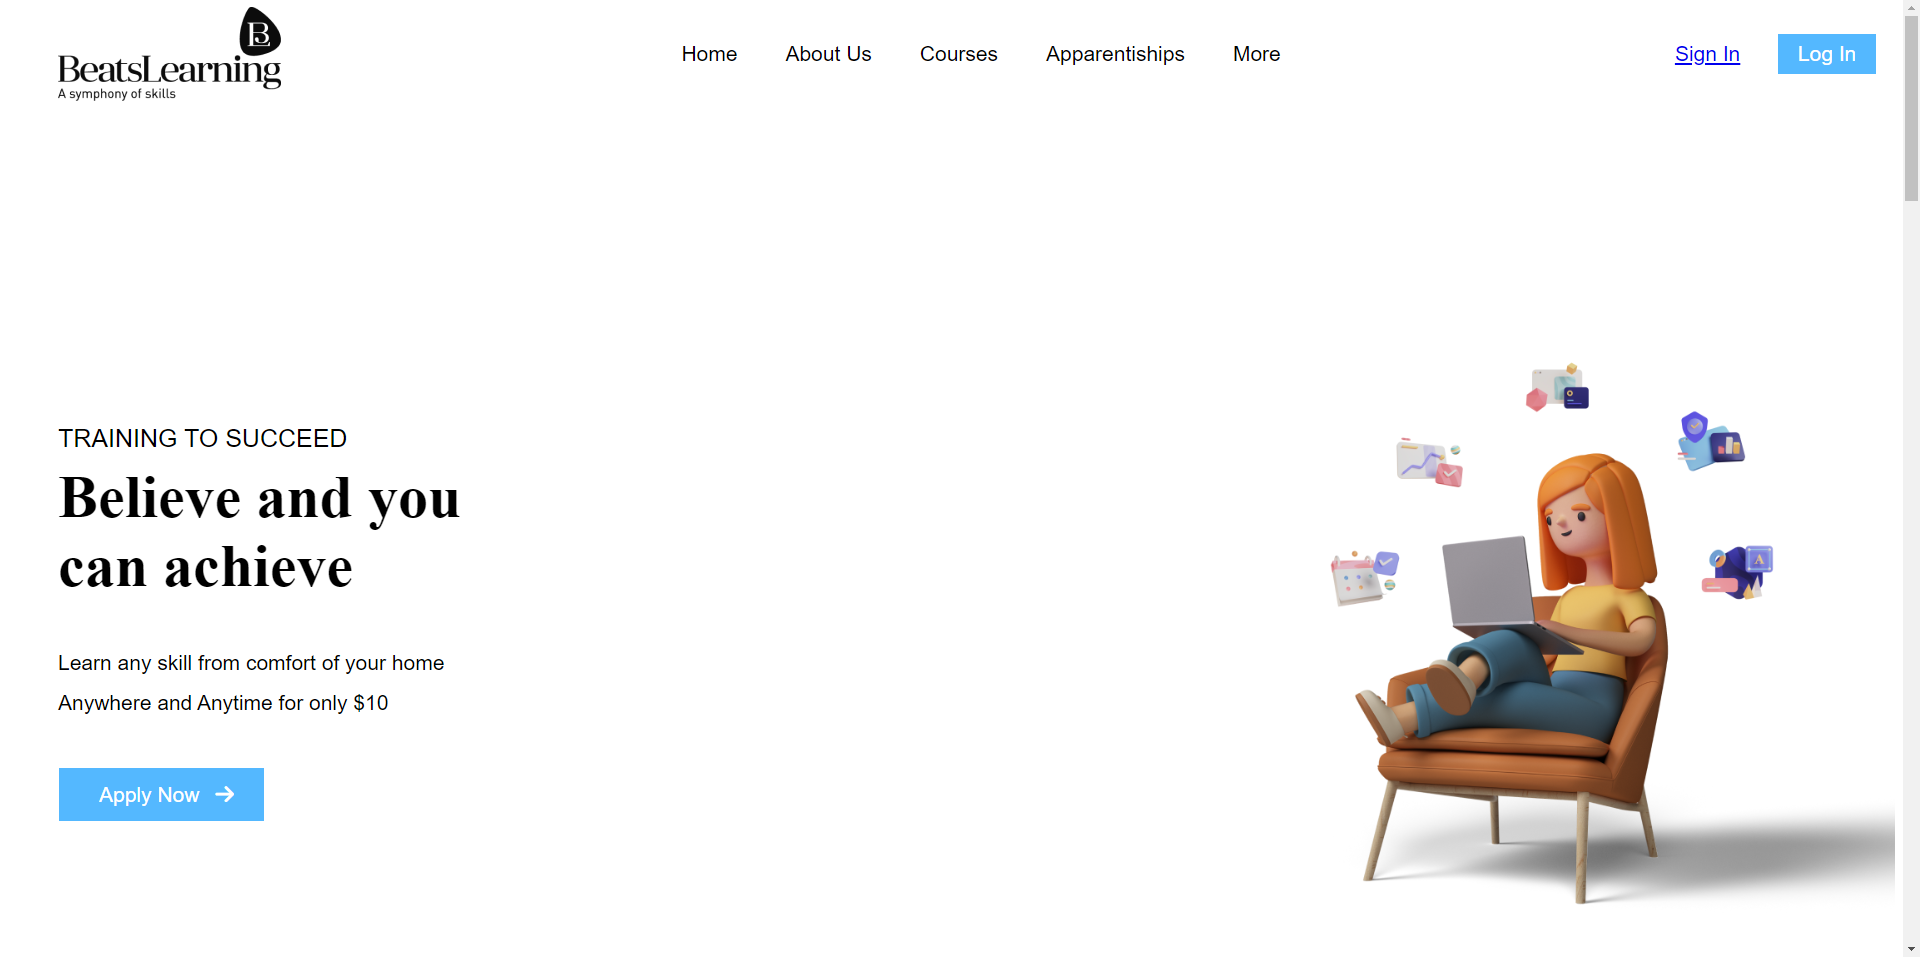 BeatsLearning
A symphony of skills
Home
About Us
Courses
Apparentiships
More
Sign In
Log In
TRAINING TO SUCCEED
Believe and you
can achieve
Learn any skill from comfort of your home
Anywhere and Anytime for only $10
Apply Now
A